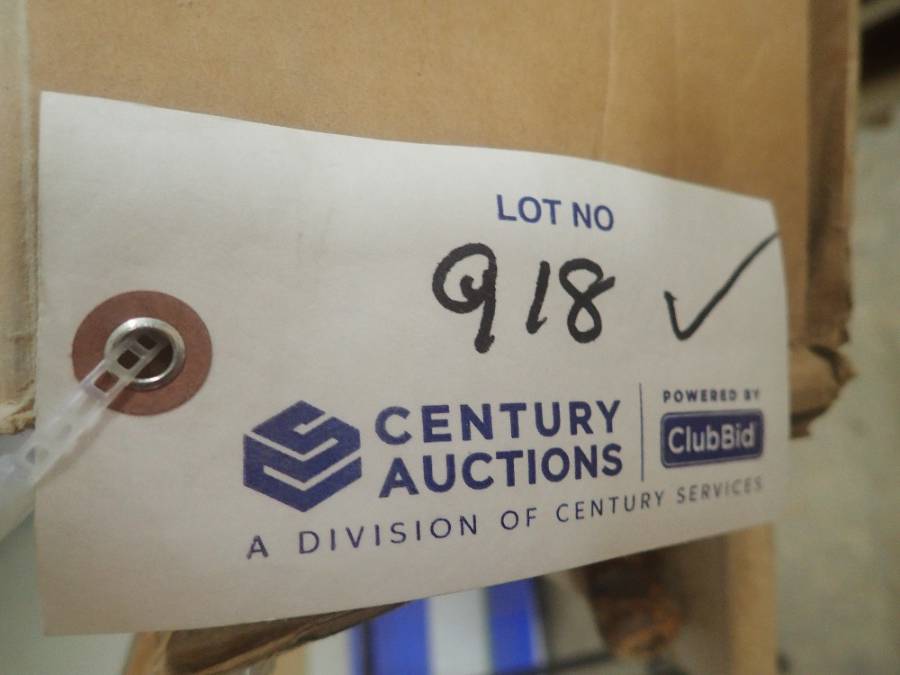 LOT NO
918 ✓
CENTURY
AUCTIONS
POWERED BY
ClubBid
A DIVISION OF CENTURY SERVICES